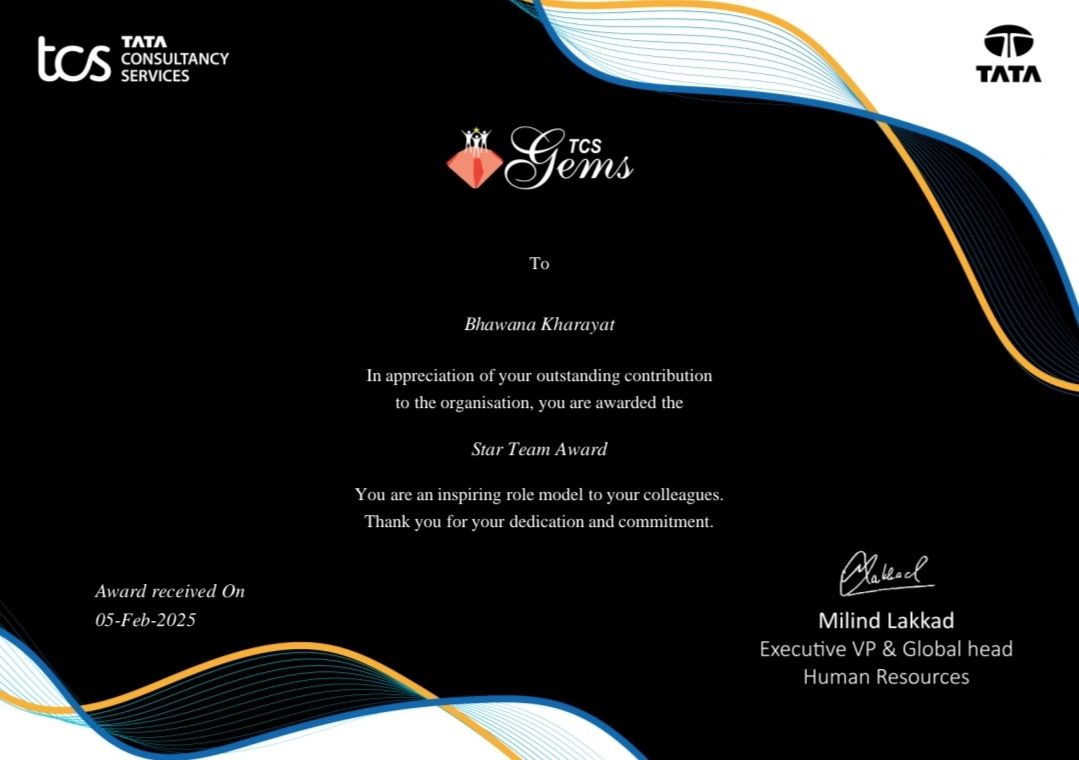 tcs TATA
CONSULTANCY
SERVICES
TATA
TCS
Gems
To
Bhawana Kharayat
In appreciation of your outstanding contribution
to the organisation, you are awarded the
Star Team Award
You are an inspiring role model to your colleagues.
Thank you for your dedication and commitment.
Award received On
05-Feb-2025
Lakkad
Milind Lakkad
Executive VP & Global head
Human Resources